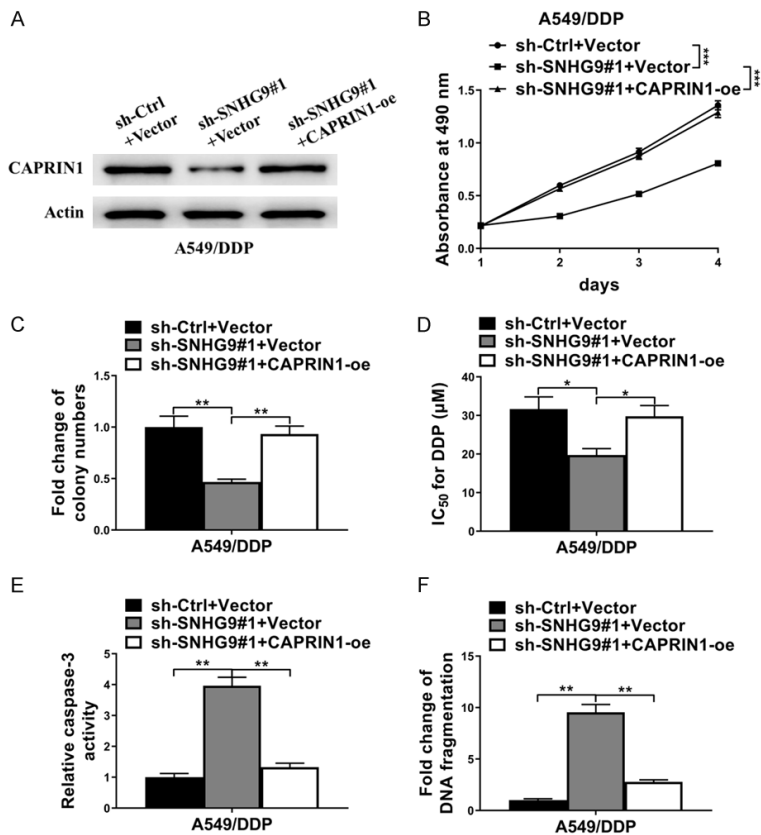 A
sh-Ctrl
+Vector
sh-SNHG9#1
+Vector
sh-SNHG9#1
+CAPRIN1-oe
CAPRIN1
Actin
A549/DDP
B
A549/DDP
sh-Ctrl+Vector
sh-SNHG9#1+Vector
sh-SNHG9#1+CAPRIN1-oe
***
***
Absorbance at 490 nm
1.5
1.0
0.5
0.0
1 2 3 4
days
C
sh-Ctrl+Vector
sh-SNHG9#1+Vector
sh-SNHG9#1+CAPRIN1-oe
Fold change of
colony numbers
1.5
1.0
0.5
0.0
** **
A549/DDP
D
sh-Ctrl+Vector
sh-SNHG9#1+Vector
sh-SNHG9#1+CAPRIN1-oe
IC50 for DDP (μM)
40
30
20
10
0
* *
A549/DDP
E
sh-Ctrl+Vector
sh-SNHG9#1+Vector
sh-SNHG9#1+CAPRIN1-oe
Relative caspase-3
activity
5
4
3
2
1
0
** **
A549/DDP
F
sh-Ctrl+Vector
sh-SNHG9#1+Vector
sh-SNHG9#1+CAPRIN1-oe
Fold change of
DNA fragmentation
15
10
5
0
** **
A549/DDP